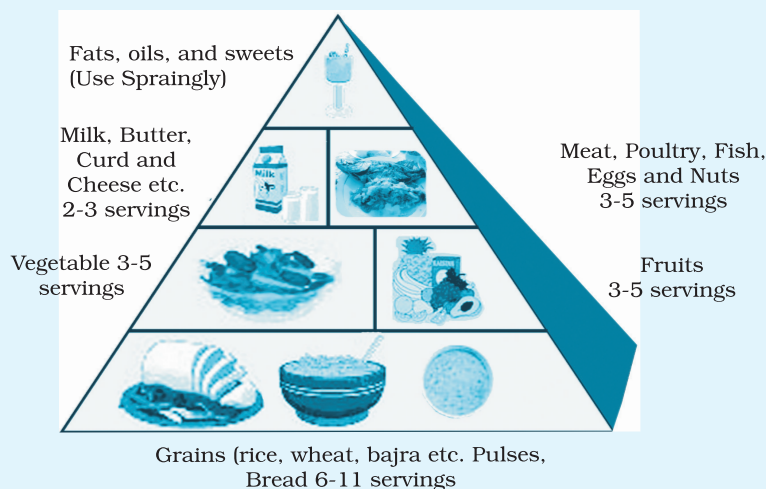 Fats, oils, and sweets
(Use Spraingly)
Milk, Butter,
Curd and
Cheese etc.
2-3 servings
Meat, Poultry, Fish,
Eggs and Nuts
3-5 servings
Vegetable 3-5
servings
Fruits
3-5 servings
Milk
Grains (rice, wheat, bajra etc. Pulses,
Bread 6-11 servings